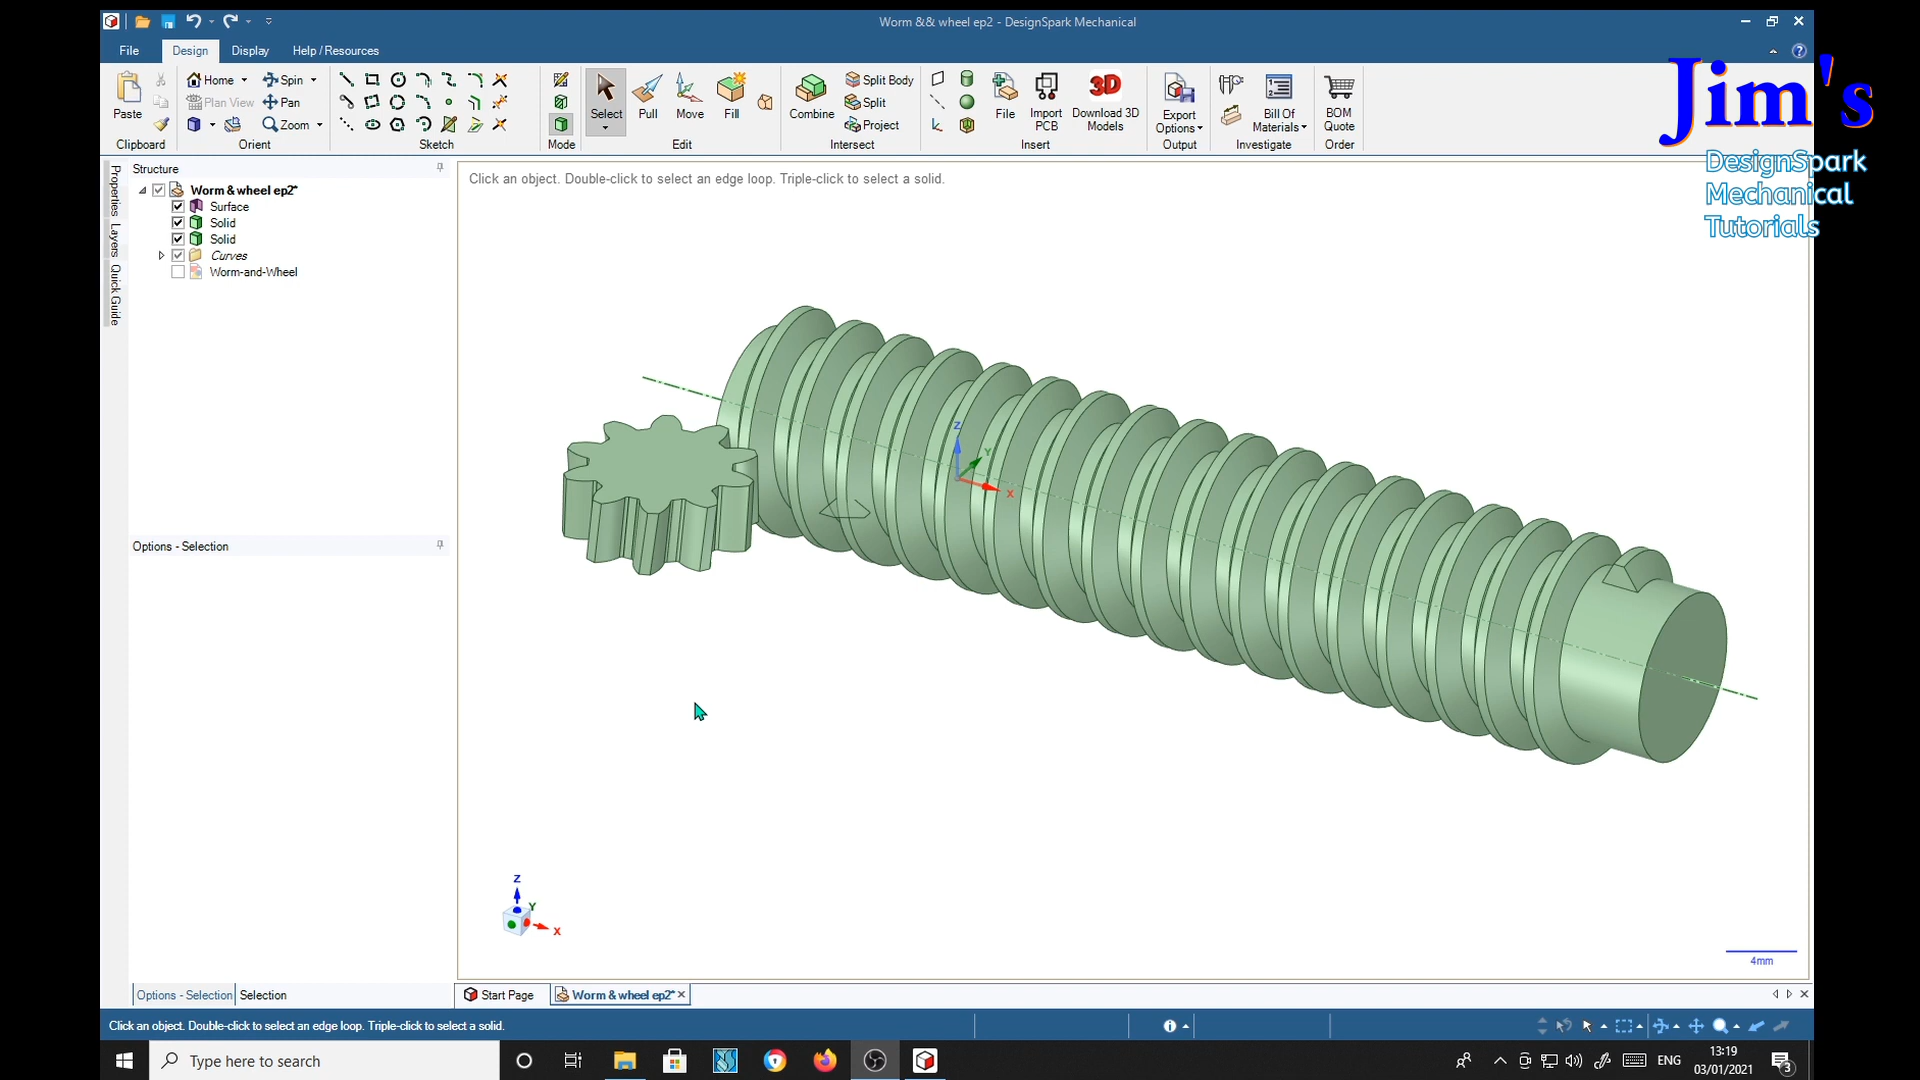 Worm && wheel ep2 - DesignSpark Mechanical
File Design Display Help / Resources
Jim's
DesignSpark
Mechanical
Tutorials
Paste
Clipboard
Home
Plan View
Spin
Pan
Zoom
Orient
Sketch
Mode
Select
Pull
Move
Fill
Edit
Combine
Split Body
Split
Project
Intersect
File
Import
PCB
3D
Download 3D
Models
Insert
Export
Options
Output
Bill Of
Materials
Investigate
BOM
Quote
Order
Properties
Layers
Quick Guide
Structure
Worm & wheel ep2*
Surface
Solid
Solid
Curves
Worm-and-Wheel
Options - Selection
Click an object. Double-click to select an edge loop. Triple-click to select a solid.
Z
Y
X
Z
Y
X
4mm
Options - Selection Selection
Start Page Worm & wheel ep2*
Click an object. Double-click to select an edge loop. Triple-click to select a solid.
Type here to search
ENG
13:19
03/01/2021
3